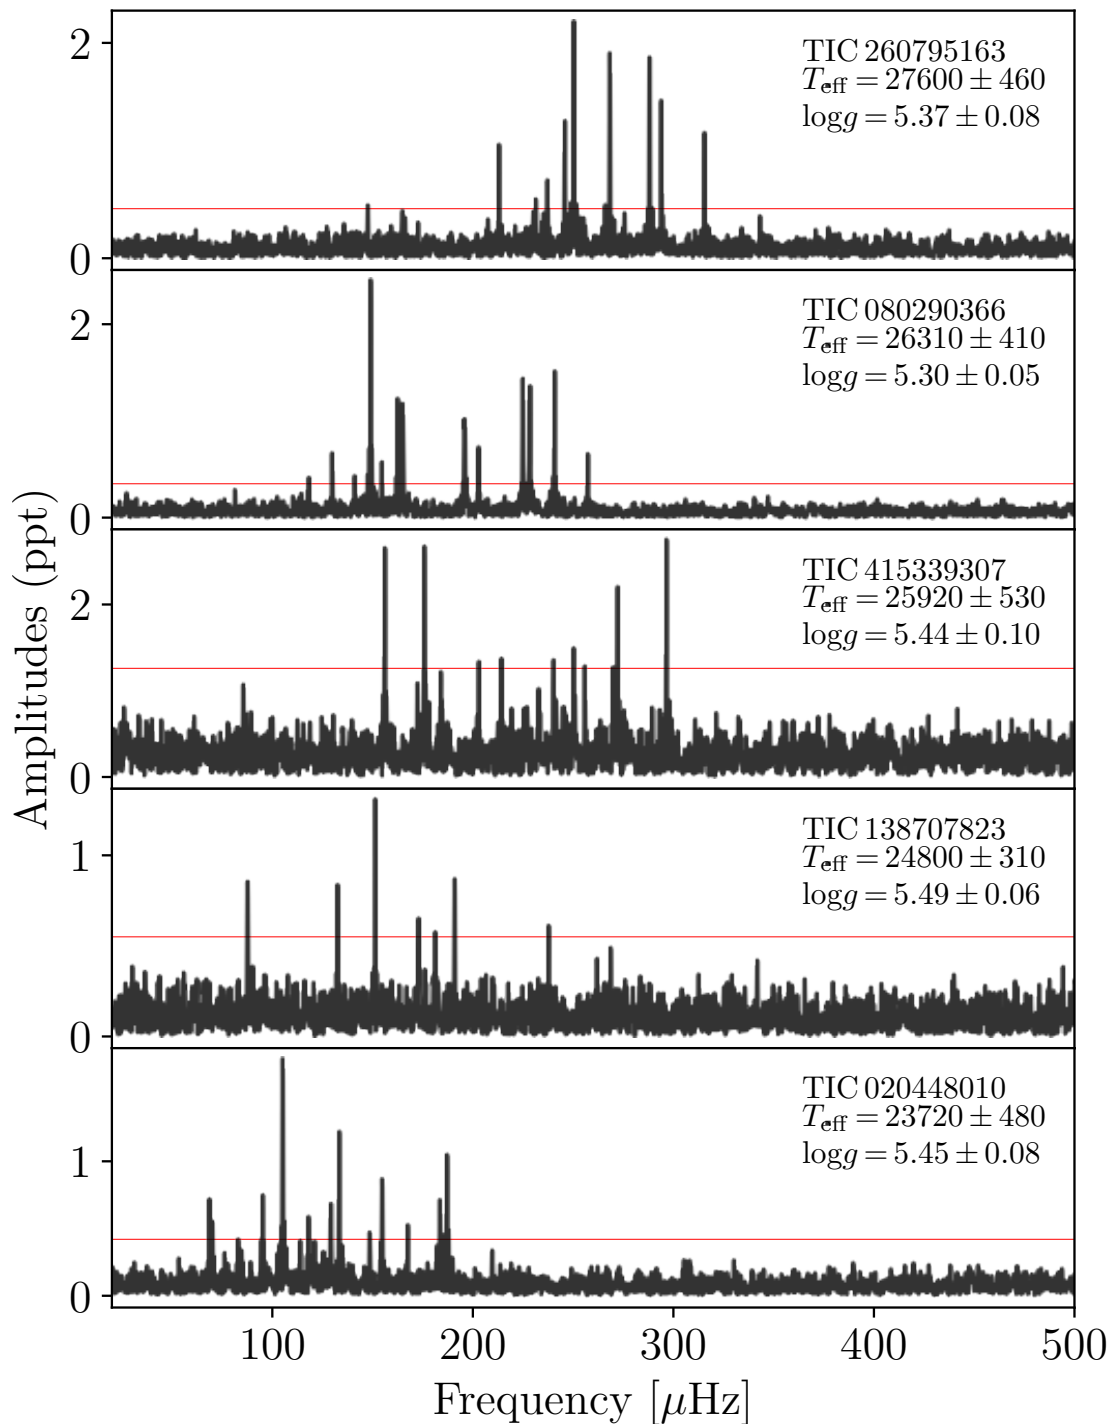 2
0
TIC 260795163
T_eff = 27600 ± 460
log g = 5.37 ± 0.08
2
0
TIC 080290366
T_eff = 26310 ± 410
log g = 5.30 ± 0.05
Amplitudes (ppt)
2
0
TIC 415339307
T_eff = 25920 ± 530
log g = 5.44 ± 0.10
1
0
TIC 138707823
T_eff = 24800 ± 310
log g = 5.49 ± 0.06
1
0
TIC 020448010
T_eff = 23720 ± 480
log g = 5.45 ± 0.08
100 200 300 400 500
Frequency [μHz]